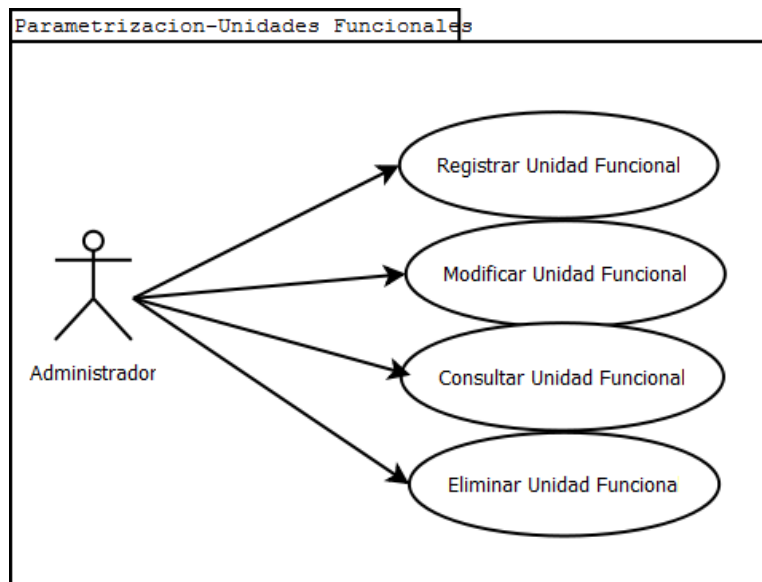 Parametrizacion-Unidades Funcionales
Registrar Unidad Funcional
Modificar Unidad Funcional
Administrador
Consultar Unidad Funcional
Eliminar Unidad Funciona